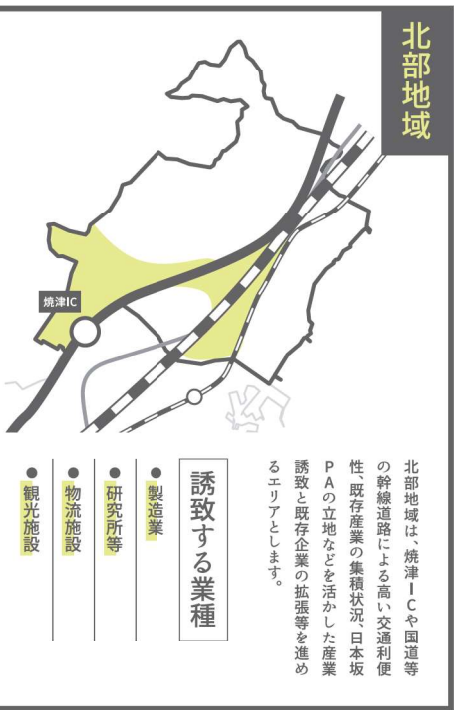 北部地域
焼津IC
北部地域は、焼津ICや国道等
の幹線道路による高い交通利便
性、既存産業の集積状況、日本坂
PAの立地などを活かした産業
誘致と既存企業の拡張等を進め
るエリアとします。
誘致する業種
●製造業
●研究所等
●物流施設
●観光施設